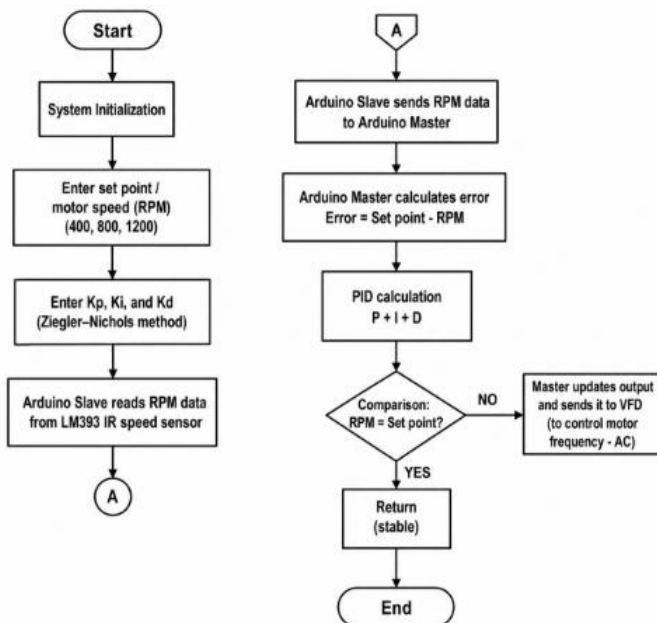 Start
System Initialization
Enter set point /
motor speed (RPM)
(400, 800, 1200)
Enter Kp, Ki, and Kd
(Ziegler–Nichols method)
Arduino Slave reads RPM data
from LM393 IR speed sensor
A
A
Arduino Slave sends RPM data
to Arduino Master
Arduino Master calculates error
Error = Set point - RPM
PID calculation
P + I + D
Comparison:
RPM = Set point?
NO
Master updates output
and sends it to VFD
(to control motor
frequency - AC)
YES
Return
(stable)
End